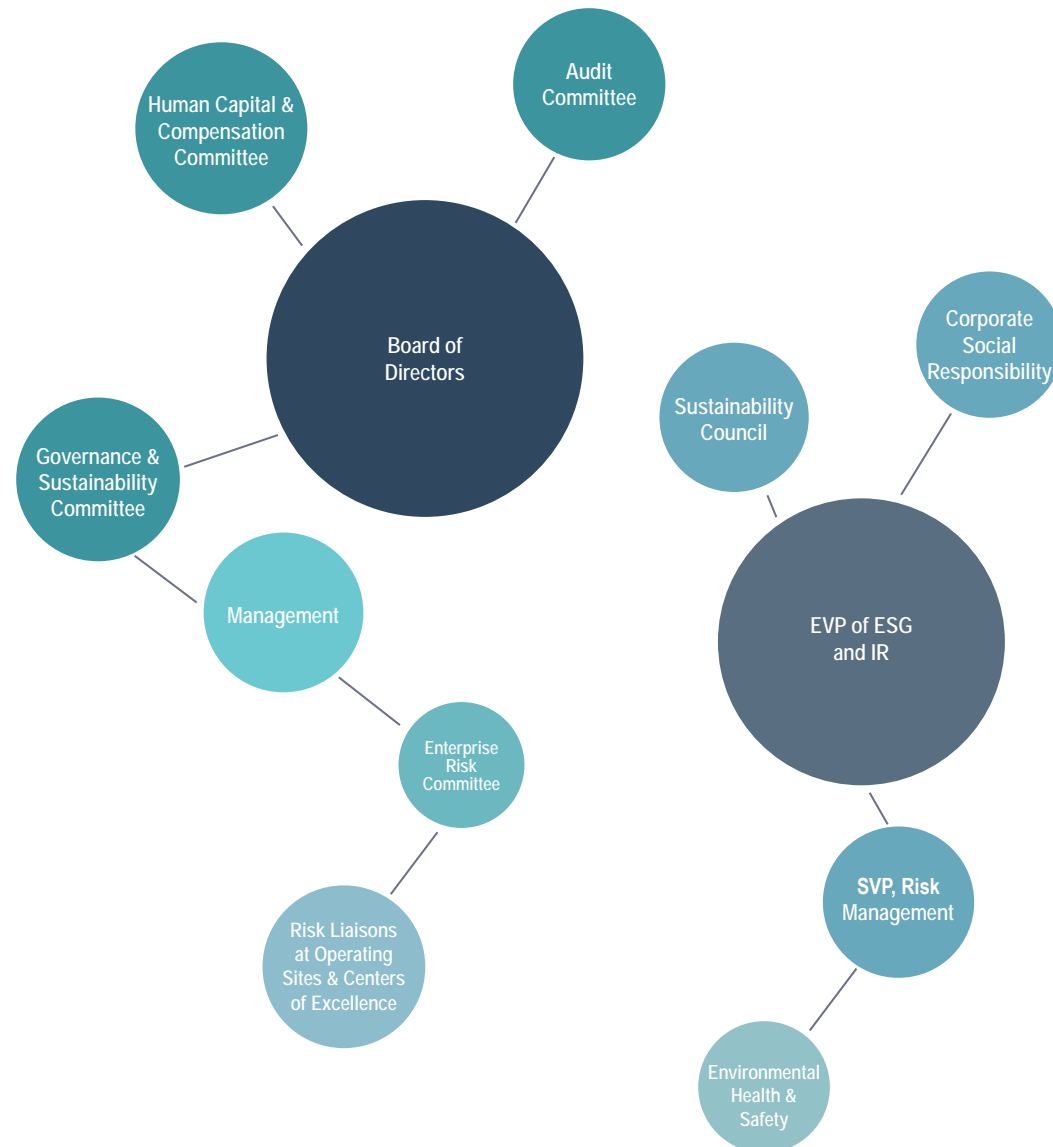 Audit
Committee
Human Capital &
Compensation
Committee
Board of
Directors
Corporate
Social
Responsibility
Sustainability
Council
Governance &
Sustainability
Committee
Management
EVP of ESG
and IR
Enterprise
Risk
Committee
SVP, Risk
Management
Risk Liaisons
at Operating
Sites & Centers
of Excellence
Environmental
Health &
Safety